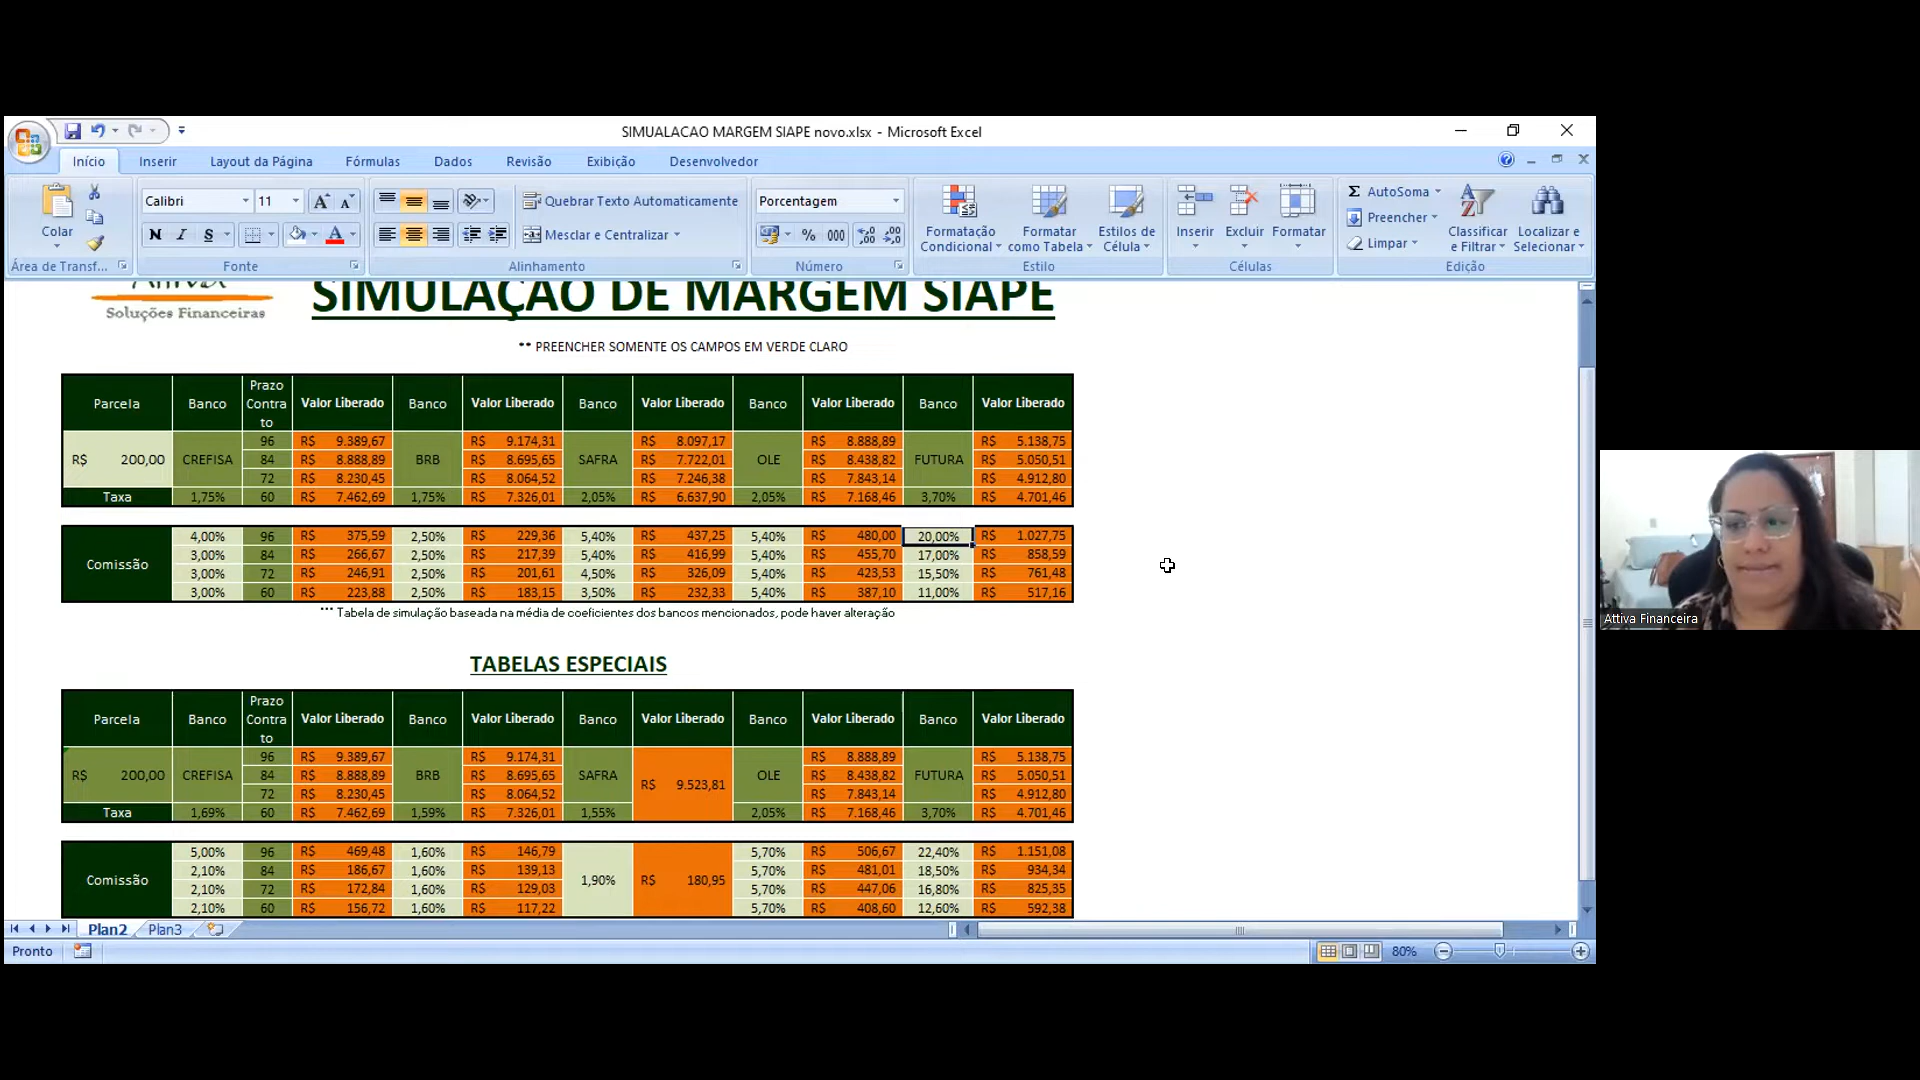 SIMUALACAO MARGEM SIAPE novo.xlsx - Microsoft Excel
Início Inserir Layout da Página Fórmulas Dados Revisão Exibição Desenvolvedor
Colar Calibri 11 Quebrar Texto Automaticamente Porcentagem Formatação Condicional Formatar como Tabela Estilos de Célula Inserir Excluir Formatar AutoSoma Classificar e Filtrar Localizar e Selecionar
N I S Mesclar e Centralizar % 000 Preencher
Limpar
Área de Transf... Fonte Alinhamento Número Estilo Células Edição
Soluções Financeiras
SIMULAÇÃO DE MARGEM SIAPE
** PREENCHER SOMENTE OS CAMPOS EM VERDE CLARO
Parcela Banco Prazo Contra to Valor Liberado Banco Valor Liberado Banco Valor Liberado Banco Valor Liberado Banco Valor Liberado
96 R$ 9.389,67 R$ 9.174,31 R$ 8.097,17 R$ 8.888,89 R$ 5.138,75
R$ 200,00 CREFISA 84 R$ 8.888,89 BRB R$ 8.695,65 SAFRA R$ 7.722,01 OLE R$ 8.438,82 FUTURA R$ 5.050,51
72 R$ 8.230,45 R$ 8.064,52 R$ 7.246,38 R$ 7.843,14 R$ 4.912,80
Taxa 1,75% 60 R$ 7.462,69 1,75% R$ 7.326,01 2,05% R$ 6.637,90 2,05% R$ 7.168,46 3,70% R$ 4.701,46
Comissão 4,00% 96 R$ 375,59 2,50% R$ 229,36 5,40% R$ 437,25 5,40% R$ 480,00 20,00% R$ 1.027,75
3,00% 84 R$ 266,67 2,50% R$ 217,39 5,40% R$ 416,99 5,40% R$ 455,70 17,00% R$ 858,59
3,00% 72 R$ 246,91 2,50% R$ 201,61 4,50% R$ 326,09 5,40% R$ 423,53 15,50% R$ 761,48
3,00% 60 R$ 223,88 2,50% R$ 183,15 3,50% R$ 232,33 5,40% R$ 387,10 11,00% R$ 517,16
*** Tabela de simulação baseada na média de coeficientes dos bancos mencionados, pode haver alteração
TABELAS ESPECIAIS
Parcela Banco Prazo Contra to Valor Liberado Banco Valor Liberado Banco Valor Liberado Banco Valor Liberado Banco Valor Liberado
96 R$ 9.389,67 R$ 9.174,31 R$ 8.888,89 R$ 5.138,75
R$ 200,00 CREFISA 84 R$ 8.888,89 BRB R$ 8.695,65 SAFRA R$ 9.523,81 OLE R$ 8.438,82 FUTURA R$ 5.050,51
72 R$ 8.230,45 R$ 8.064,52 R$ 7.843,14 R$ 4.912,80
Taxa 1,69% 60 R$ 7.462,69 1,59% R$ 7.326,01 1,55% 2,05% R$ 7.168,46 3,70% R$ 4.701,46
Comissão 5,00% 96 R$ 469,48 1,60% R$ 146,79 1,90% R$ 180,95 5,70% R$ 506,67 22,40% R$ 1.151,08
2,10% 84 R$ 186,67 1,60% R$ 139,13 5,70% R$ 481,01 18,50% R$ 934,34
2,10% 72 R$ 172,84 1,60% R$ 129,03 5,70% R$ 447,06 16,80% R$ 825,35
2,10% 60 R$ 156,72 1,60% R$ 117,22 5,70% R$ 408,60 12,60% R$ 592,38
Plan2 Plan3
Pronto 80%
Attiva Financeira